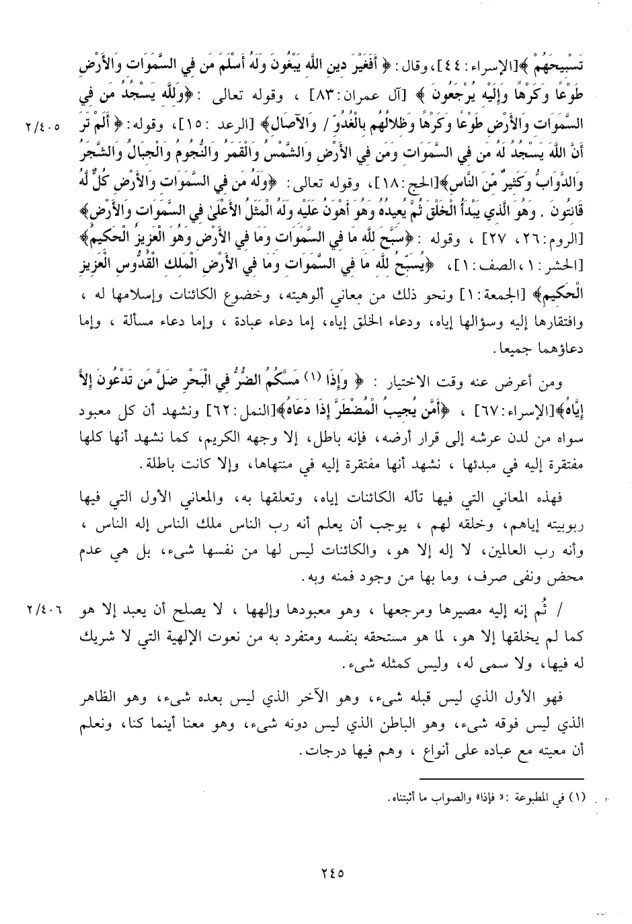 تَسْبِيحَهُمْ ﴾[الإسراء:٤٤]، وقال: ﴿ أَفَغَيْرَ دِينِ اللَّهِ يَبْغُونَ وَلَهُ أَسْلَمَ مَن فِي السَّمَوَاتِ وَالأَرْضِ
طَوْعًا وَكَرْهًا وَإِلَيْهِ يُرْجَعُونَ ﴾ [آل عمران:٨٣] ، وقوله تعالى :﴿وَلِلَّهِ يَسْجُدُ مَن فِي
السَّمَوَاتِ وَالأَرْضِ طَوْعًا وَكَرْهًا وَظِلالُهُم بِالْغُدُوِّ / وَالآصَالِ﴾ [الرعد :١٥]، وقوله:﴿ أَلَمْ تَرَ
٢/٤٠٥
أَنَّ اللَّهَ يَسْجُدُ لَهُ مَن فِي السَّمَوَاتِ وَمَن فِي الأَرْضِ وَالشَّمْسُ وَالْقَمَرُ وَالنُّجُومُ وَالْجِبَالُ وَالشَّجَرُ
وَالدَّوَابُّ وَكَثِيرٌ مِّنَ النَّاسِ﴾[الحج:١٨]، وقوله تعالى: ﴿وَلَهُ مَن فِي السَّمَوَاتِ وَالأَرْضِ كُلٌّ لَّهُ
قَانِتُونَ . وَهُوَ الَّذِي يَبْدَأُ الْخَلْقَ ثُمَّ يُعِيدُهُ وَهُوَ أَهْوَنُ عَلَيْهِ وَلَهُ الْمَثَلُ الأَعْلَىٰ فِي السَّمَوَاتِ وَالأَرْضِ﴾
[الروم:٢٦، ٢٧] ، وقوله :﴿سَبَّحَ لِلَّهِ مَا فِي السَّمَوَاتِ وَمَا فِي الأَرْضِ وَهُوَ الْعَزِيزُ الْحَكِيمُ﴾
[الحشر:١، الصف:١]، ﴿يُسَبِّحُ لِلَّهِ مَا فِي السَّمَوَاتِ وَمَا فِي الأَرْضِ الْمَلِكِ الْقُدُّوسِ الْعَزِيزِ
الْحَكِيمِ﴾ [الجمعة:١] ونحو ذلك من معاني ألوهيته، وخضوع الكائنات وإسلامها له ،
وافتقارها إليه وسؤالها إياه، ودعاء الخلق إياه، إما دعاء عبادة ، وإما دعاء مسألة ، وإما
دعاؤهما جميعا.
ومن أعرض عنه وقت الاختيار : ﴿ وَإِذَا (١) مَسَّكُمُ الضُّرُّ فِي الْبَحْرِ ضَلَّ مَن تَدْعُونَ إِلاَّ
إِيَّاهُ﴾[الإسراء:٦٧] ، ﴿أَمَّن يُجِيبُ الْمُضْطَرَّ إِذَا دَعَاهُ﴾[النمل:٦٢] ونشهد أن كل معبود
سواه من لدن عرشه إلى قرار أرضه، فإنه باطل، إلا وجهه الكريم، كما نشهد أنها كلها
مفتقرة إليه في مبدئها ، نشهد أنها مفتقرة إليه في منتهاها، وإلا كانت باطلة.
فهذه المعاني التي فيها تأله الكائنات إياه، وتعلقها به، والمعاني الأول التي فيها
ربوبيته إياهم، وخلقه لهم ، يوجب أن يعلم أنه رب الناس ملك الناس إله الناس ،
وأنه رب العالمين، لا إله إلا هو، والكائنات ليس لها من نفسها شىء، بل هي عدم
محض ونفى صرف، وما بها من وجود فمنه وبه.
/ ثُم إنه إليه مصيرها ومرجعها ، وهو معبودها وإلهها ، لا يصلح أن يعبد إلا هو
٢/٤٠٦
كما لم يخلقها إلا هو، لما هو مستحقه بنفسه ومتفرد به من نعوت الإلهية التي لا شريك
له فيها، ولا سمى له، وليس كمثله شىء.
فهو الأول الذي ليس قبله شىء، وهو الآخر الذي ليس بعده شىء، وهو الظاهر
الذي ليس فوقه شىء، وهو الباطن الذي ليس دونه شىء، وهو معنا أينما كنا، ونعلم
أن معيته مع عباده على أنواع ، وهم فيها درجات.
(١) في المطبوعة :« فإذا» والصواب ما أثبتناه.
٢٤٥